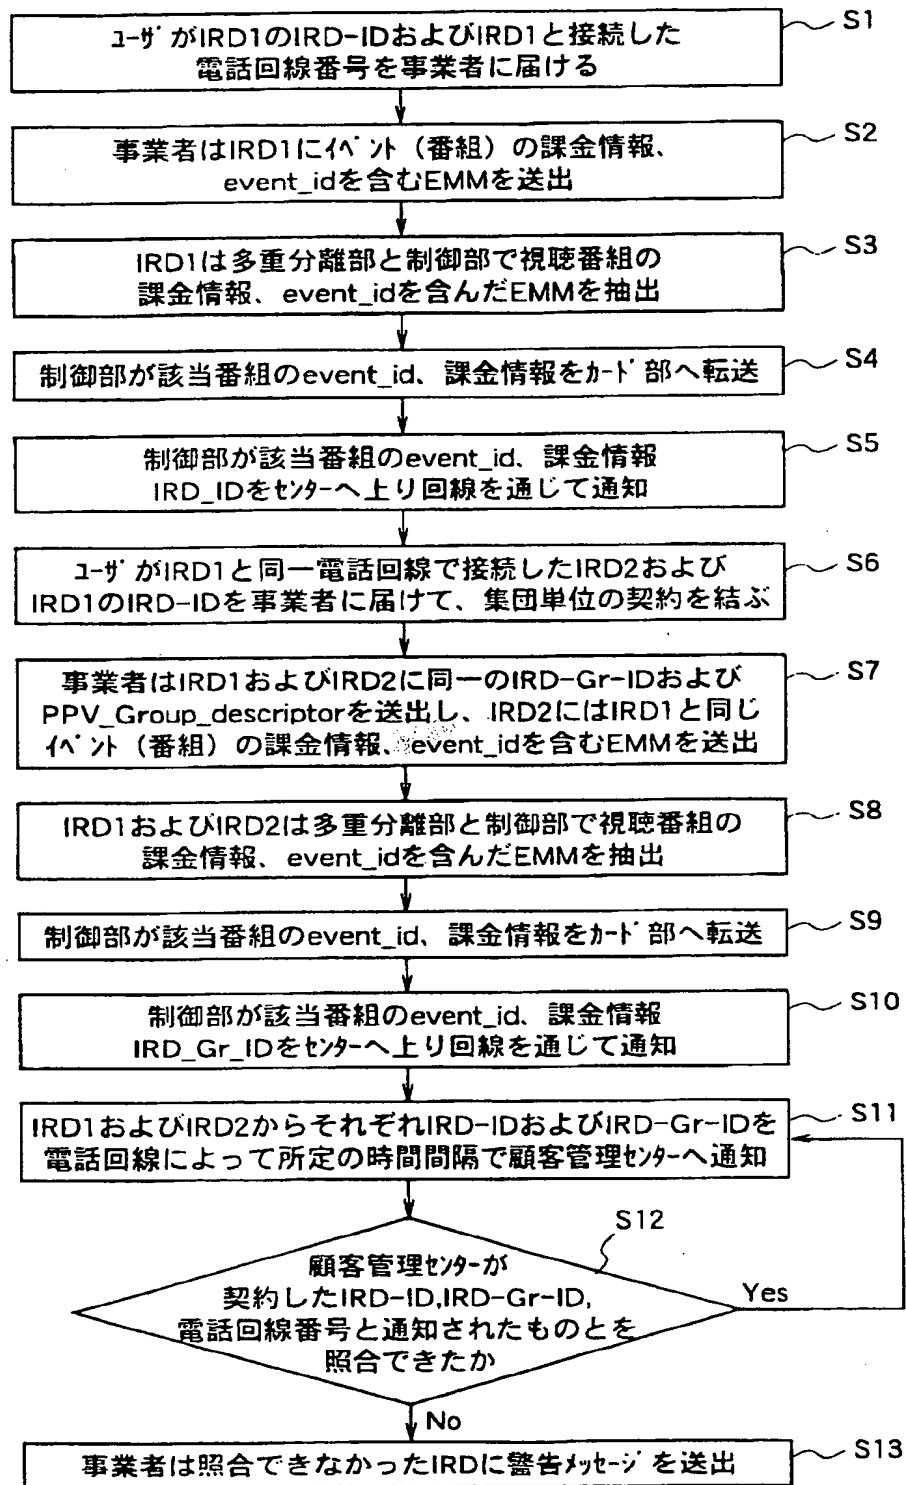 S1
ﾕｰｻﾞがIRD1のIRD-IDおよびIRD1と接続した
電話回線番号を事業者に届ける
S2
事業者はIRD1にｲﾍﾞﾝﾄ（番組）の課金情報、
event_idを含むEMMを送出
S3
IRD1は多重分離部と制御部で視聴番組の
課金情報、event_idを含んだEMMを抽出
S4
制御部が該当番組のevent_id、課金情報をｶｰﾄﾞ部へ転送
S5
制御部が該当番組のevent_id、課金情報
IRD_IDをｾﾝﾀｰへ上り回線を通じて通知
S6
ﾕｰｻﾞがIRD1と同一電話回線で接続したIRD2および
IRD1のIRD-IDを事業者に届けて、集団単位の契約を結ぶ
S7
事業者はIRD1およびIRD2に同一のIRD-Gr-IDおよび
PPV_Group_descriptorを送出し、IRD2にはIRD1と同じ
ｲﾍﾞﾝﾄ（番組）の課金情報、event_idを含むEMMを送出
S8
IRD1およびIRD2は多重分離部と制御部で視聴番組の
課金情報、event_idを含んだEMMを抽出
S9
制御部が該当番組のevent_id、課金情報をｶｰﾄﾞ部へ転送
S10
制御部が該当番組のevent_id、課金情報
IRD_Gr_IDをｾﾝﾀｰへ上り回線を通じて通知
S11
IRD1およびIRD2からそれぞれIRD-IDおよびIRD-Gr-IDを
電話回線によって所定の時間間隔で顧客管理ｾﾝﾀｰへ通知
S12
顧客管理ｾﾝﾀｰが
契約したIRD-ID,IRD-Gr-ID,
電話回線番号と通知されたものとを
照合できたか
Yes
No
S13
事業者は照合できなかったIRDに警告ﾒｯｾｰｼﾞを送出